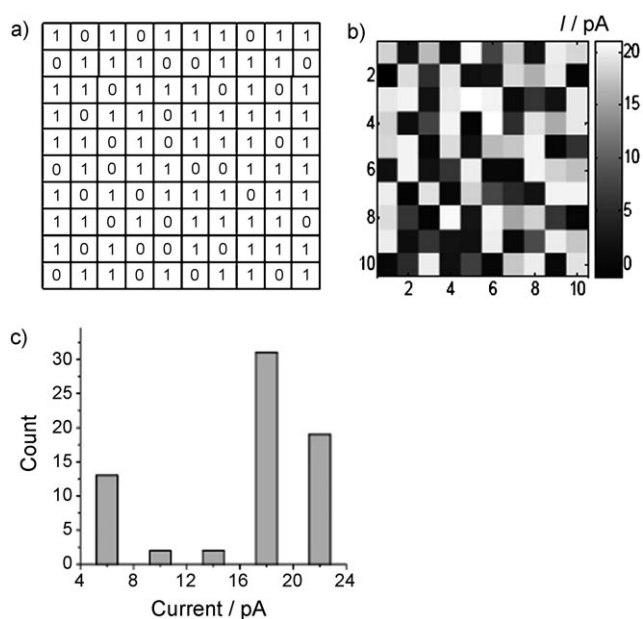 a)
1 0 1 0 1 1 1 0 1 1
0 1 1 1 0 0 1 1 1 0
1 1 0 1 1 1 0 1 0 1
1 0 1 1 0 1 1 1 1 1
1 1 0 1 0 1 1 1 0 1
0 1 0 1 1 0 0 1 1 1
1 0 1 0 1 1 1 0 1 1
1 1 0 1 0 1 1 1 1 0
1 0 1 0 0 1 0 1 1 1
0 1 1 0 1 0 1 1 0 1
b)
I / pA
2
4
6
8
10
2 4 6 8 10
20
15
10
5
0
c)
Count
30
25
20
15
10
5
0
4 8 12 16 20 24
Current / pA